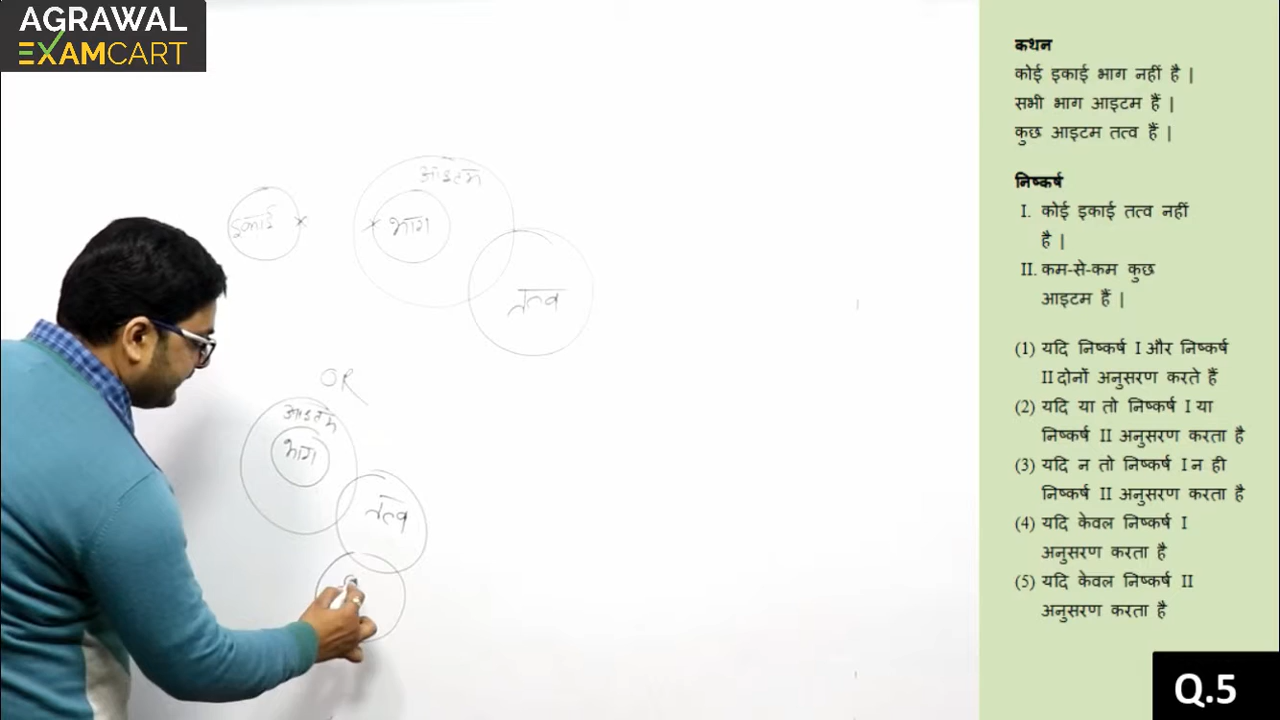 AGRAWAL
EXAMCART
आइटम
इकाई
भाग
तत्व
OR
आइटम
भाग
तत्व
कथन
कोई इकाई भाग नहीं है |
सभी भाग आइटम हैं |
कुछ आइटम तत्व हैं |
निष्कर्ष
I. कोई इकाई तत्व नहीं
है |
II. कम-से-कम कुछ
आइटम हैं |
(1) यदि निष्कर्ष I और निष्कर्ष
II दोनों अनुसरण करते हैं
(2) यदि या तो निष्कर्ष I या
निष्कर्ष II अनुसरण करता है
(3) यदि न तो निष्कर्ष I न ही
निष्कर्ष II अनुसरण करता है
(4) यदि केवल निष्कर्ष I
अनुसरण करता है
(5) यदि केवल निष्कर्ष II
अनुसरण करता है
Q.5